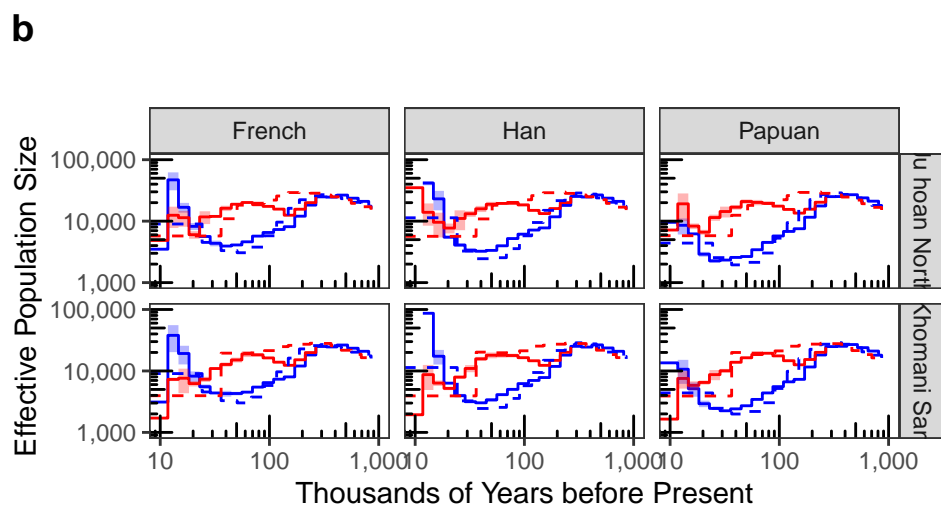 b
French Han Papuan
Effective Population Size
100,000
10,000
1,000
hoan North
100,000
10,000
1,000
Khomani San
10 100 1,000 10 100 1,000 10 100 1,000
Thousands of Years before Present